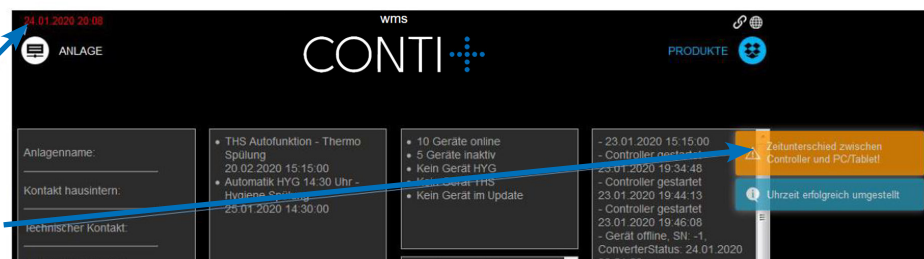 24.01.2020 20:08
wms
ANLAGE
CONTI
PRODUKTE
Anlagenname:
Kontakt hausintern:
Technischer Kontakt:
THS Autofunktion - Thermo
Spülung
20.02.2020 15:15:00
Automatik HYG 14:30 Uhr -
Hygiene Spülung
25.01.2020 14:30:00
10 Geräte online
5 Geräte inaktiv
Kein Gerät HYG
Kein Gerät THS
Kein Gerät im Update
- 23.01.2020 15:15:00
- Controller gestartet
23.01.2020 19:34:48
- Controller gestartet
23.01.2020 19:44:13
- Controller gestartet
23.01.2020 19:46:08
- Gerät offline, SN: -1,
ConverterStatus: 24.01.2020
Zeitunterschied zwischen
Controller und PC/Tablet!
Uhrzeit erfolgreich umgestellt